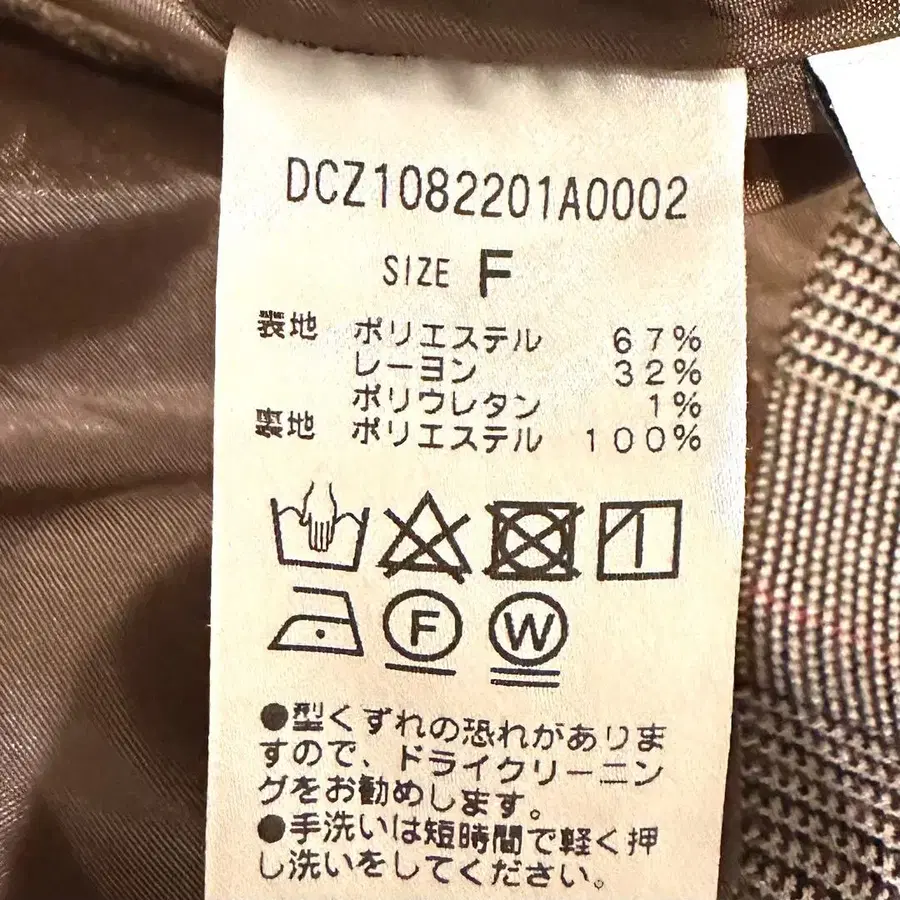 DCZ1082201A0002
SIZE F
表地 ポリエステル 67%
レーヨン 32%
ポリウレタン 1%
裏地 ポリエステル 100%
F W
●型くずれの恐れがありま
すので、ドライクリーニン
グをお勧めします。
●手洗いは短時間で軽く押
し洗いをしてください。